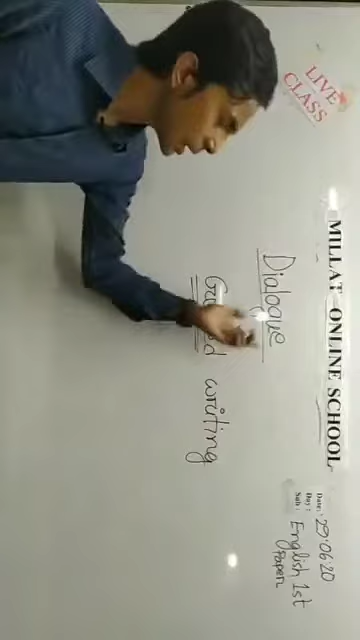 LIVE
CLASS
MILLAT ONLINE SCHOOL
Date: 29.06.20
Day:
Sub: English 1st
Paper
Dialogue
writing